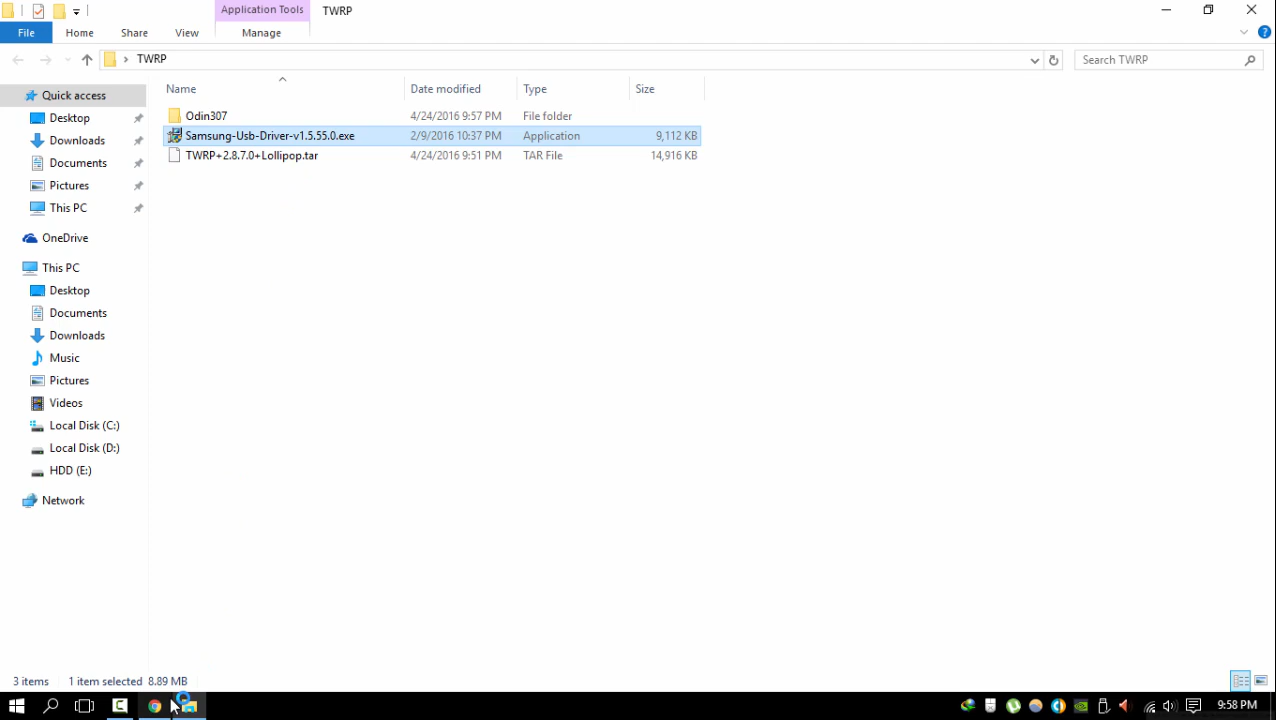 Application Tools
TWRP
File
Home
Share
View
Manage
TWRP
Search TWRP
Name
Date modified
Type
Size
Quick access
Desktop
Downloads
Documents
Pictures
This PC
OneDrive
This PC
Desktop
Documents
Downloads
Music
Pictures
Videos
Local Disk (C:)
Local Disk (D:)
HDD (E:)
Network
Odin307 4/24/2016 9:57 PM File folder
Samsung-Usb-Driver-v1.5.55.0.exe 2/9/2016 10:37 PM Application 9,112 KB
TWRP+2.8.7.0+Lollipop.tar 4/24/2016 9:51 PM TAR File 14,916 KB
3 items 1 item selected 8.89 MB
9:58 PM